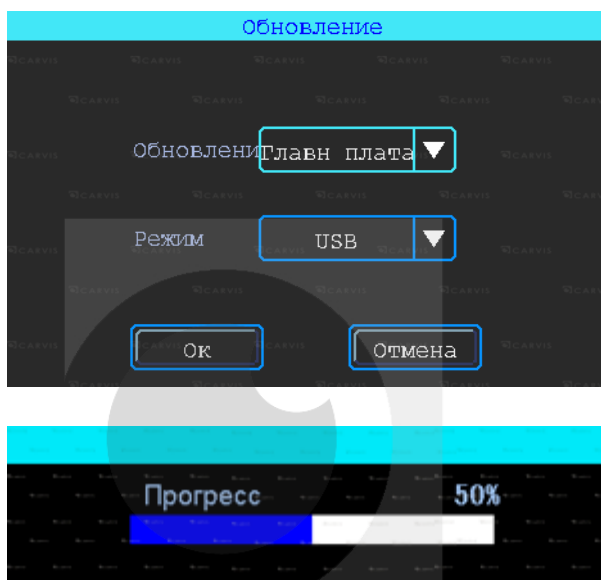 Обновление
Обновлени Главн плата
Режим USB
Ок Отмена
Прогресс 50%